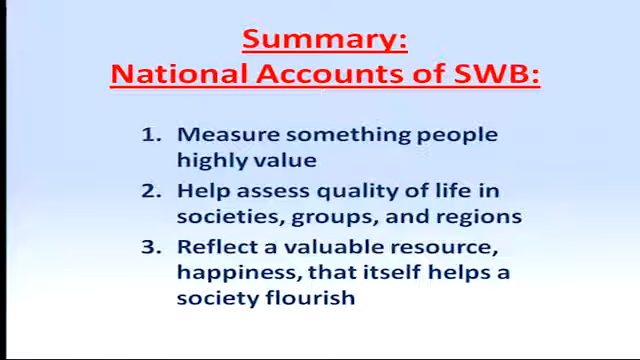 Summary:
National Accounts of SWB:
1. Measure something people
highly value
2. Help assess quality of life in
societies, groups, and regions
3. Reflect a valuable resource,
happiness, that itself helps a
society flourish